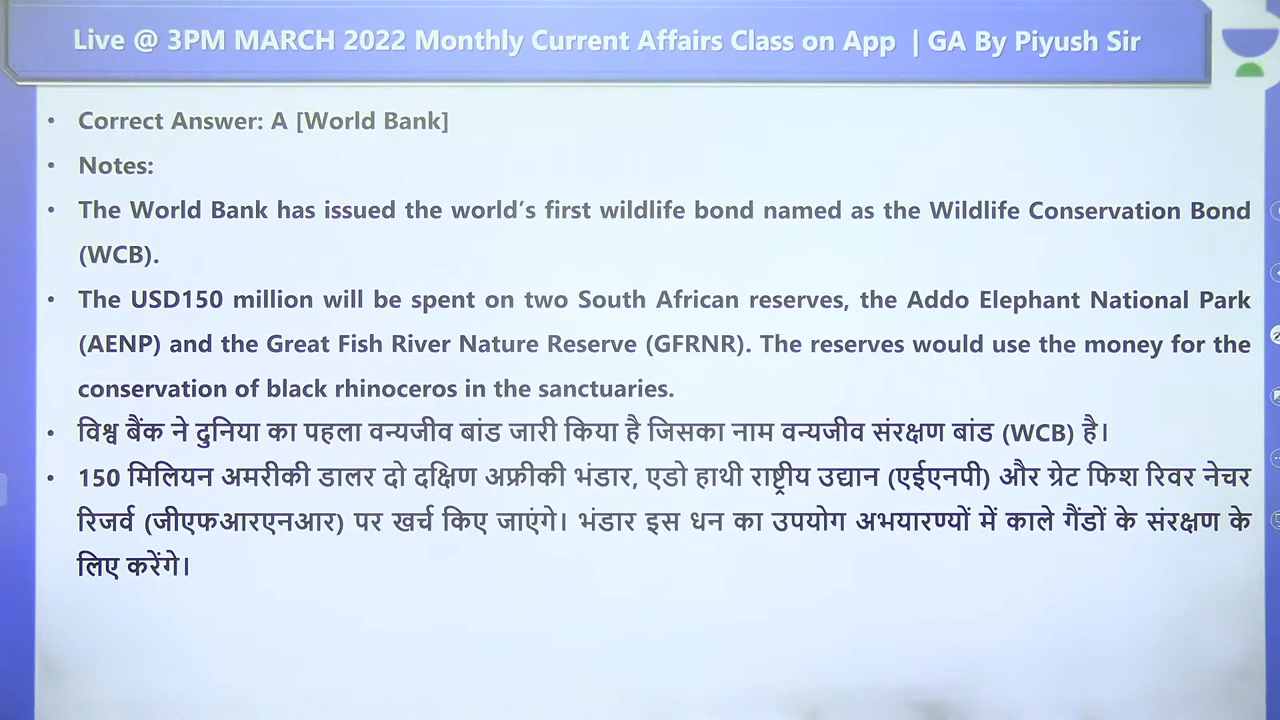 Live @ 3PM MARCH 2022 Monthly Current Affairs Class on App | GA By Piyush Sir
• Correct Answer: A [World Bank]
• Notes:
• The World Bank has issued the world's first wildlife bond named as the Wildlife Conservation Bond
(WCB).
• The USD150 million will be spent on two South African reserves, the Addo Elephant National Park
(AENP) and the Great Fish River Nature Reserve (GFRNR). The reserves would use the money for the
conservation of black rhinoceros in the sanctuaries.
• विश्व बैंक ने दुनिया का पहला वन्यजीव बांड जारी किया है जिसका नाम वन्यजीव संरक्षण बांड (WCB) है।
• 150 मिलियन अमरीकी डालर दो दक्षिण अफ्रीकी भंडार, एडो हाथी राष्ट्रीय उद्यान (एईएनपी) और ग्रेट फिश रिवर नेचर
रिजर्व (जीएफआरएनआर) पर खर्च किए जाएंगे। भंडार इस धन का उपयोग अभयारण्यों में काले गैंडों के संरक्षण के
लिए करेंगे।